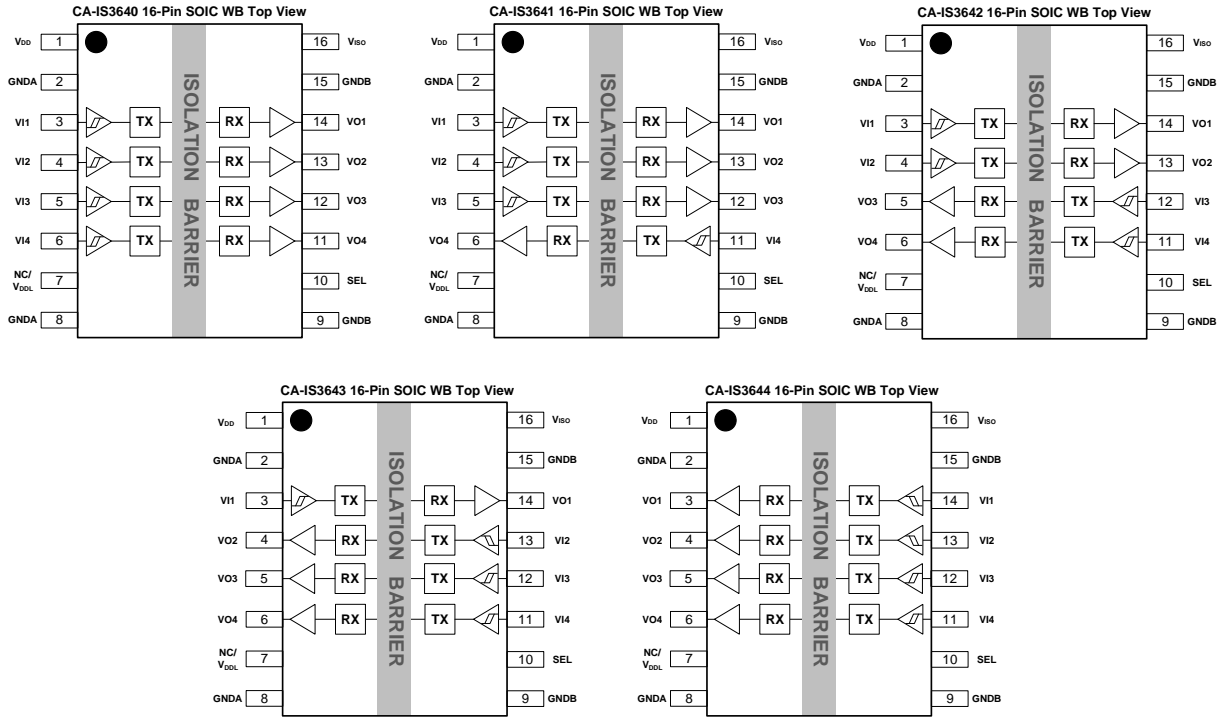 CA-IS3640 16-Pin SOIC WB Top View
VDD 1 16 VISO
GNDA 2 15 GNDB
VI1 3 TX RX 14 VO1
VI2 4 TX RX 13 VO2
VI3 5 TX RX 12 VO3
VI4 6 TX RX 11 VO4
NC/
VDDL 7 10 SEL
GNDA 8 9 GNDB
ISOLATION BARRIER
CA-IS3641 16-Pin SOIC WB Top View
VDD 1 16 VISO
GNDA 2 15 GNDB
VI1 3 TX RX 14 VO1
VI2 4 TX RX 13 VO2
VI3 5 TX RX 12 VO3
VO4 6 RX TX 11 VI4
NC/
VDDL 7 10 SEL
GNDA 8 9 GNDB
ISOLATION BARRIER
CA-IS3642 16-Pin SOIC WB Top View
VDD 1 16 VISO
GNDA 2 15 GNDB
VI1 3 TX RX 14 VO1
VI2 4 TX RX 13 VO2
VO3 5 RX TX 12 VI3
VO4 6 RX TX 11 VI4
NC/
VDDL 7 10 SEL
GNDA 8 9 GNDB
ISOLATION BARRIER
CA-IS3643 16-Pin SOIC WB Top View
VDD 1 16 VISO
GNDA 2 15 GNDB
VI1 3 TX RX 14 VO1
VO2 4 RX TX 13 VI2
VO3 5 RX TX 12 VI3
VO4 6 RX TX 11 VI4
NC/
VDDL 7 10 SEL
GNDA 8 9 GNDB
ISOLATION BARRIER
CA-IS3644 16-Pin SOIC WB Top View
VDD 1 16 VISO
GNDA 2 15 GNDB
VO1 3 RX TX 14 VI1
VO2 4 RX TX 13 VI2
VO3 5 RX TX 12 VI3
VO4 6 RX TX 11 VI4
NC/
VDDL 7 10 SEL
GNDA 8 9 GNDB
ISOLATION BARRIER